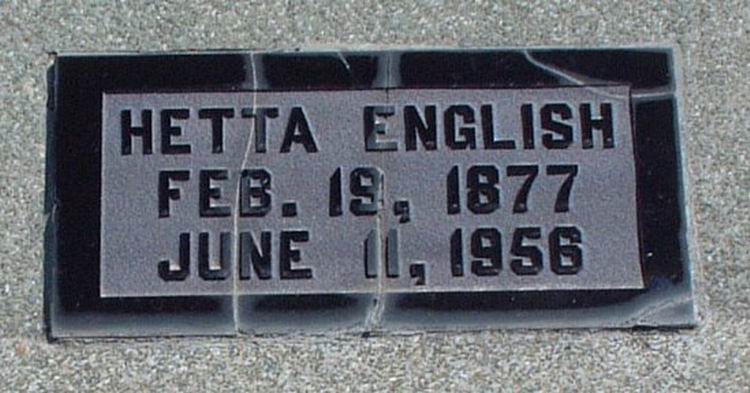 HETTA ENGLISH
FEB. 19, 1877
JUNE 11, 1956